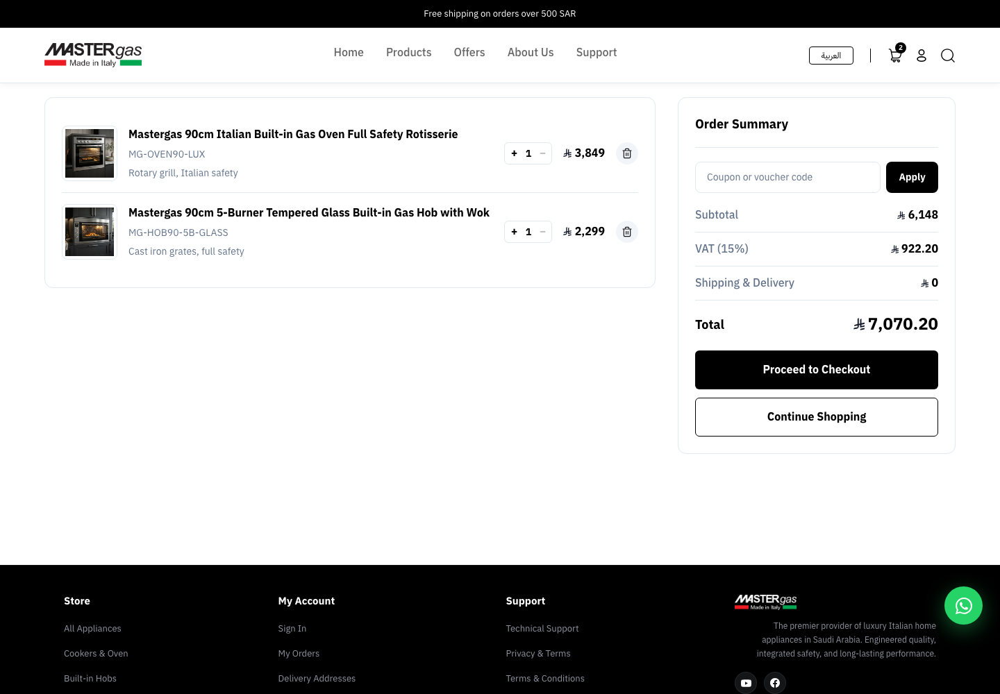 Free shipping on orders over 500 SAR
MASTERgas
Made in Italy
Home
Products
Offers
About Us
Support
العربية
2
Mastergas 90cm Italian Built-in Gas Oven Full Safety Rotisserie
MG-OVEN90-LUX
Rotary grill, Italian safety
+ 1 −
3,849
Mastergas 90cm 5-Burner Tempered Glass Built-in Gas Hob with Wok
MG-HOB90-5B-GLASS
Cast iron grates, full safety
+ 1 −
2,299
Order Summary
Coupon or voucher code
Apply
Subtotal 6,148
VAT (15%) 922.20
Shipping & Delivery 0
Total 7,070.20
Proceed to Checkout
Continue Shopping
Store
All Appliances
Cookers & Oven
Built-in Hobs
My Account
Sign In
My Orders
Delivery Addresses
Support
Technical Support
Privacy & Terms
Terms & Conditions
MASTERgas
Made in Italy
The premier provider of luxury Italian home
appliances in Saudi Arabia. Engineered quality,
integrated safety, and long-lasting performance.